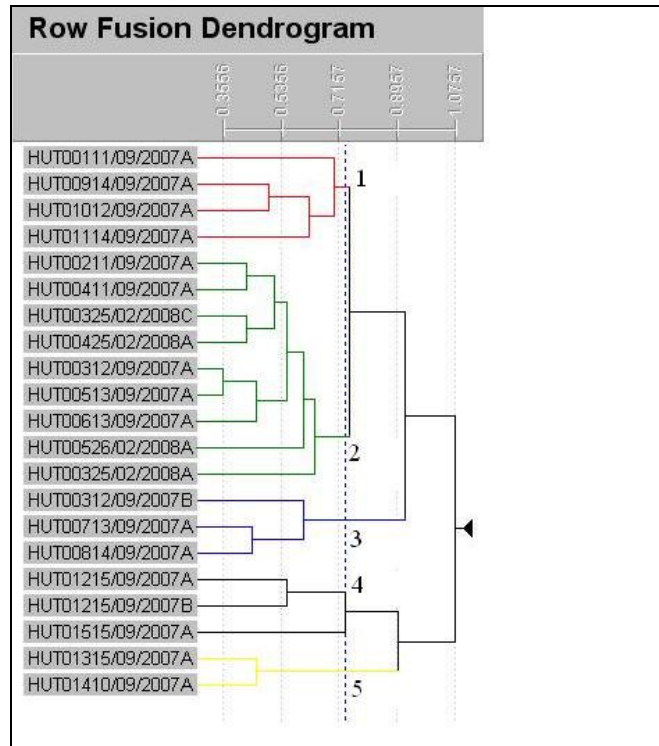 Row Fusion Dendrogram
0.3556 0.5356 0.7157 0.8957 1.0757
HUT00111/09/2007A
1
HUT00914/09/2007A
HUT01012/09/2007A
HUT01114/09/2007A
HUT00211/09/2007A
HUT00411/09/2007A
HUT00325/02/2008C
HUT00425/02/2008A
HUT00312/09/2007A
HUT00513/09/2007A
HUT00613/09/2007A
HUT00526/02/2008A
2
HUT00325/02/2008A
HUT00312/09/2007B
HUT00713/09/2007A
3
HUT00814/09/2007A
HUT01215/09/2007A
4
HUT01215/09/2007B
HUT01515/09/2007A
HUT01315/09/2007A
HUT01410/09/2007A
5